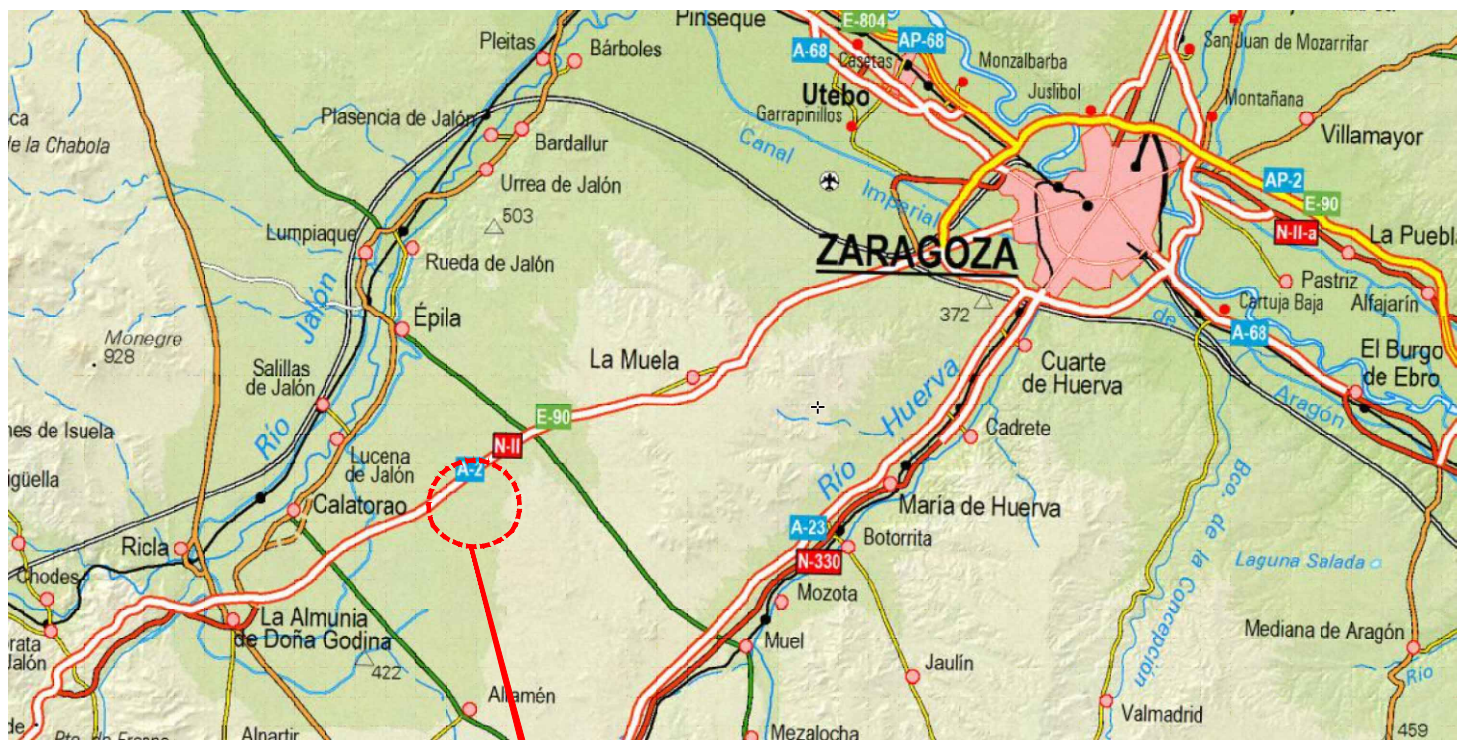 Pinseque
E-804
Pleitas
Bárboles
A-68
AP-68
Casetas
Monzalbarba
San Juan de Mozarrifar
Utebo
Juslibol
Garrapinillos
Montañana
Plasencia de Jalón
Bardallur
Villamayor
de la Chabola
Canal
Imperial
de
Aragón
Urrea de Jalón
AP-2
E-90
503
N-II-a
Lumpiaque
Rueda de Jalón
ZARAGOZA
La Puebla
Pastriz
Cartuja Baja
Alfajarín
372
A-68
Río
Jalón
Épila
Monegre
928
La Muela
Cuarte
de Huerva
El Burgo
de Ebro
Salillas
de Jalón
E-90
Río
Huerva
Cadrete
nes de Isuela
N-II
A-2
Lucena
de Jalón
igüella
Calatorao
María de Huerva
Bco. de la Concepción
A-23
Botorrita
N-330
Ricla
Laguna Salada
Chodes
Mozota
La Almunia
de Doña Godina
Mediana de Aragón
Muel
Jalón
422
Jaulín
Río
Alfamén
Valmadrid
459
Mezalocha
Alpartir